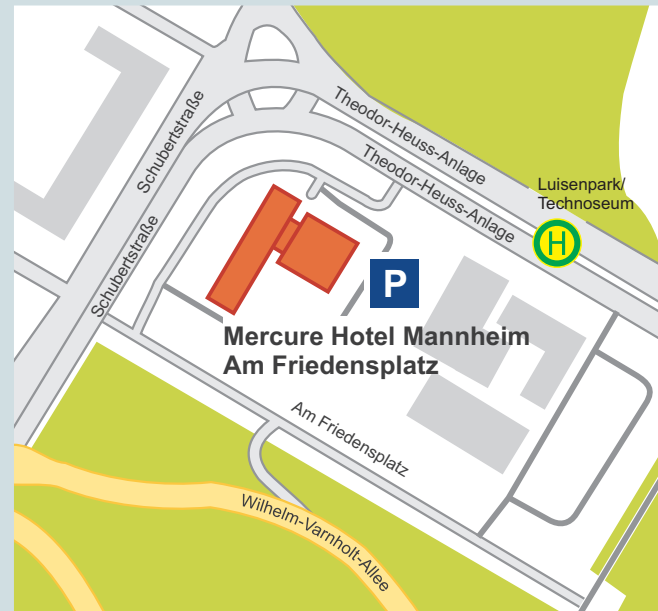 Theodor-Heuss-Anlage
Schubertstraße
Theodor-Heuss-Anlage
Luisenpark/
Technoseum
H
Schubertstraße
P
Mercure Hotel Mannheim
Am Friedensplatz
Am Friedensplatz
Wilhelm-Varnholt-Allee